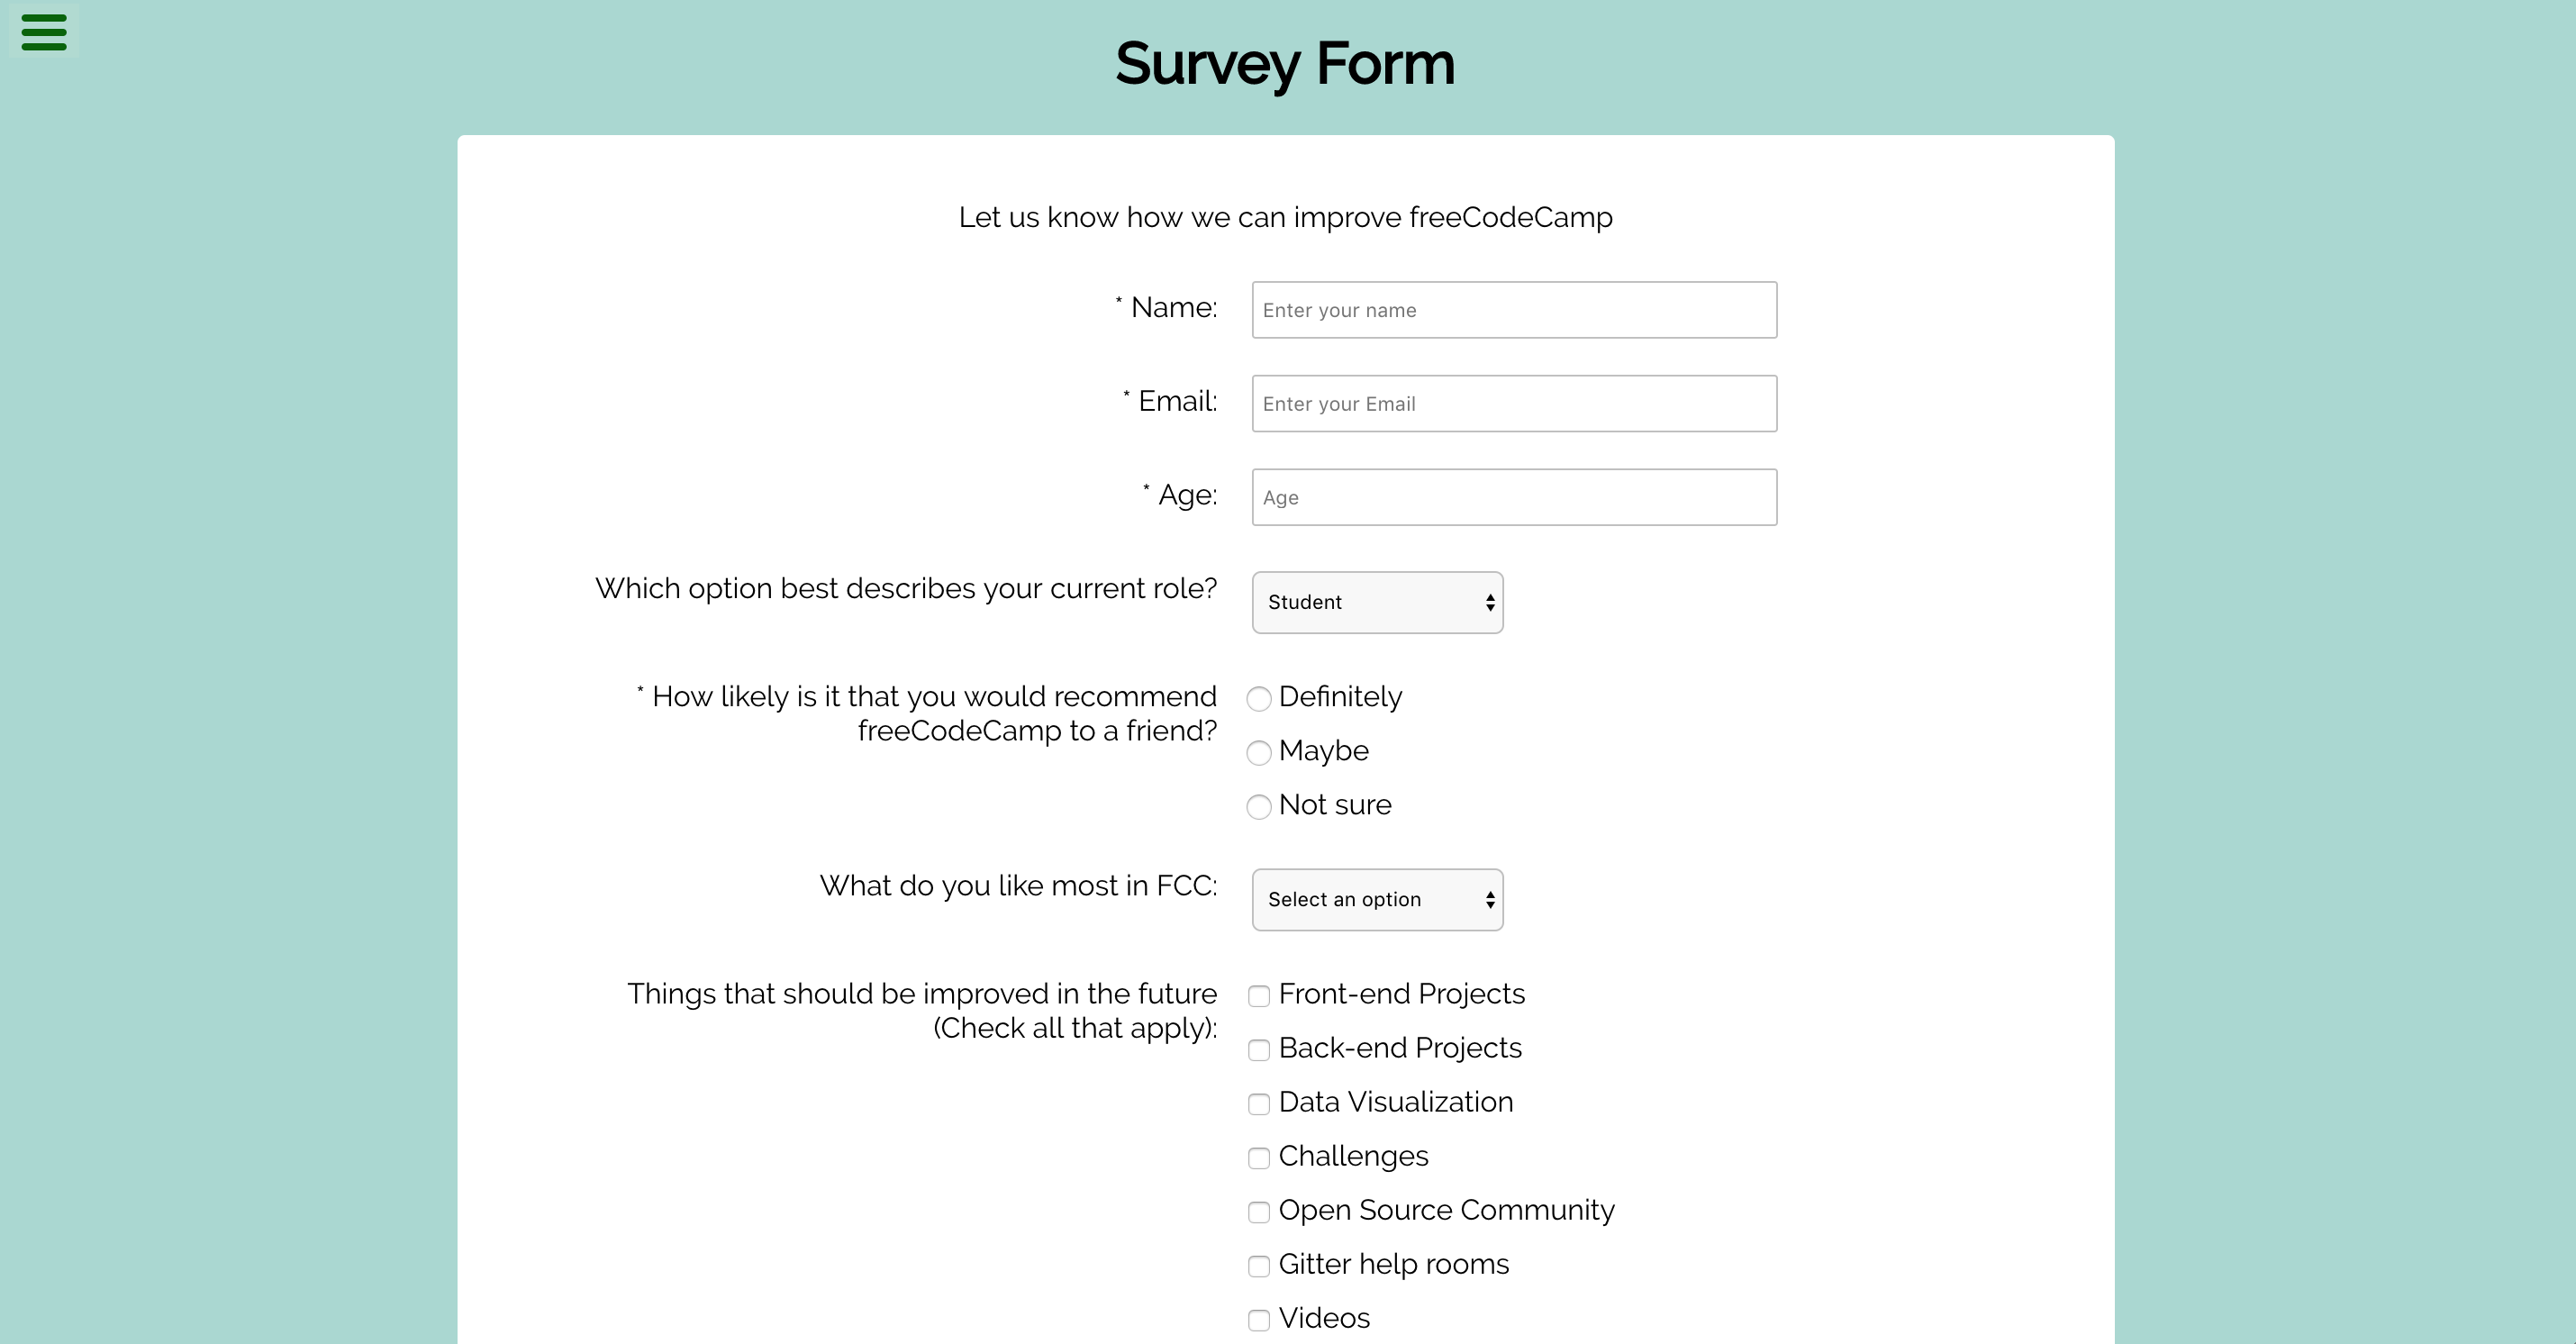 Survey Form
Let us know how we can improve freeCodeCamp
* Name:
Enter your name
* Email:
Enter your Email
* Age:
Age
Which option best describes your current role?
Student
* How likely is it that you would recommend
freeCodeCamp to a friend?
Definitely
Maybe
Not sure
What do you like most in FCC:
Select an option
Things that should be improved in the future
(Check all that apply):
Front-end Projects
Back-end Projects
Data Visualization
Challenges
Open Source Community
Gitter help rooms
Videos